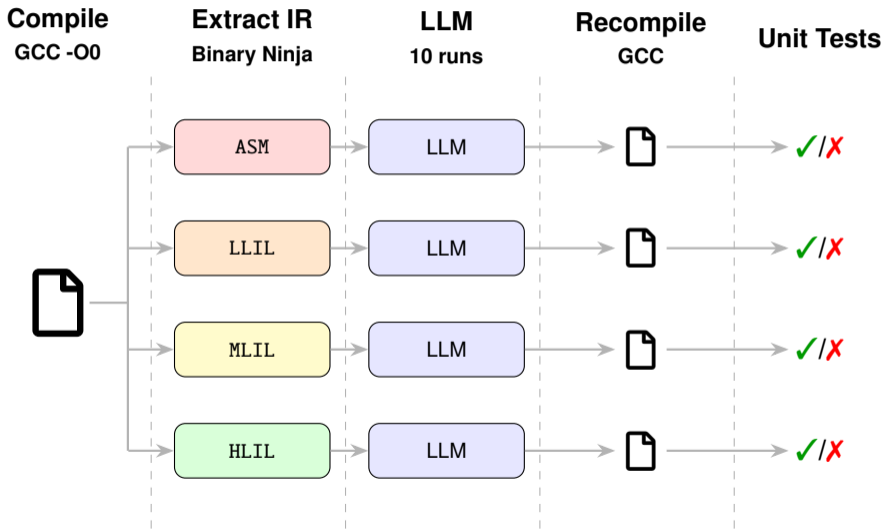 Compile
GCC -O0
Extract IR
Binary Ninja
LLM
10 runs
Recompile
GCC
Unit Tests
ASM
LLM
✓/✗
LLIL
LLM
✓/✗
MLIL
LLM
✓/✗
HLIL
LLM
✓/✗